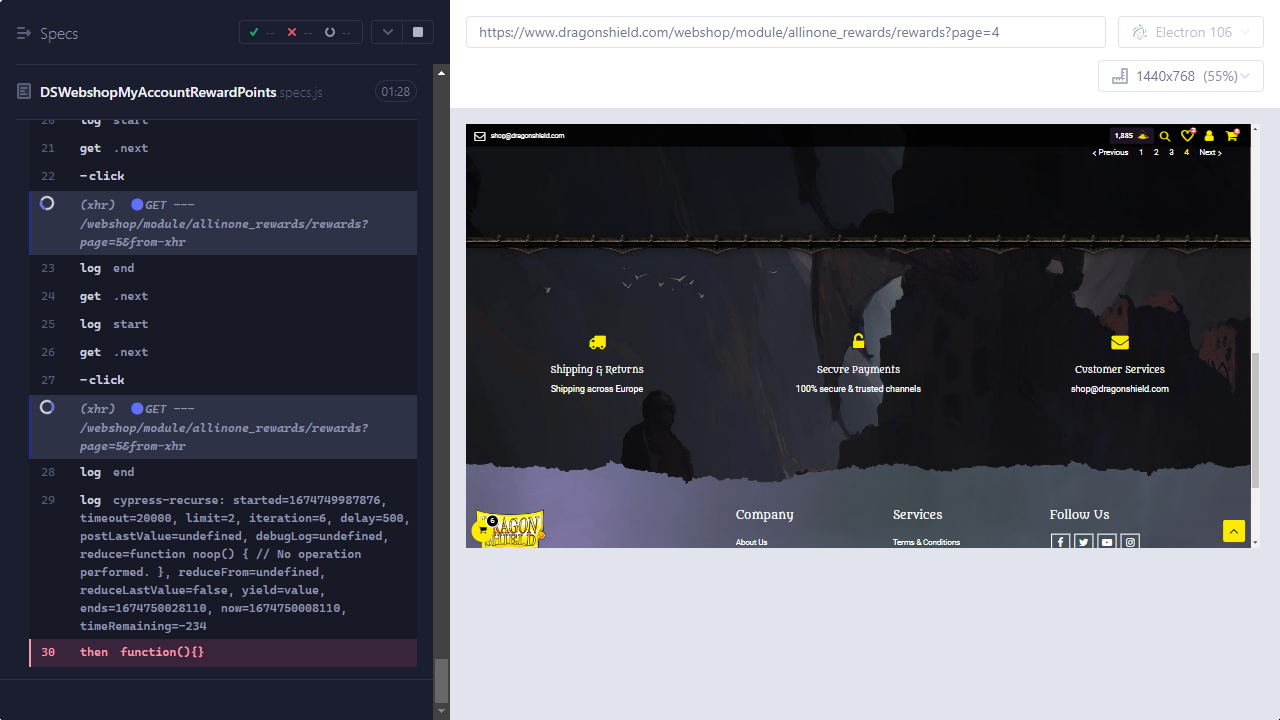 Specs
-- -- --
DSWebshopMyAccountRewardPoints specs.js 01:28
20 log start
21 get .next
22 -click
(xhr) GET ---
/webshop/module/allinone_rewards/rewards?
page=5&from-xhr
23 log end
24 get .next
25 log start
26 get .next
27 -click
(xhr) GET ---
/webshop/module/allinone_rewards/rewards?
page=5&from-xhr
28 log end
29 log cypress-recurse: started=1674749987876,
timeout=20000, limit=2, iteration=6, delay=500,
postLastValue=undefined, debugLog=undefined,
reduce=function noop() { // No operation
performed. }, reduceFrom=undefined,
reduceLastValue=false, yield=value,
ends=1674750028110, now=1674750008110,
timeRemaining=-234
30 then function(){}
https://www.dragonshield.com/webshop/module/allinone_rewards/rewards?page=4
Electron 106
1440x768 (55%)
shop@dragonshield.com 1,885
Previous 1 2 3 4 Next
Shipping & Returns
Shipping across Europe
Secure Payments
100% secure & trusted channels
Customer Services
shop@dragonshield.com
DRAGON
SHIELD
6
Company
About Us
Services
Terms & Conditions
Follow Us